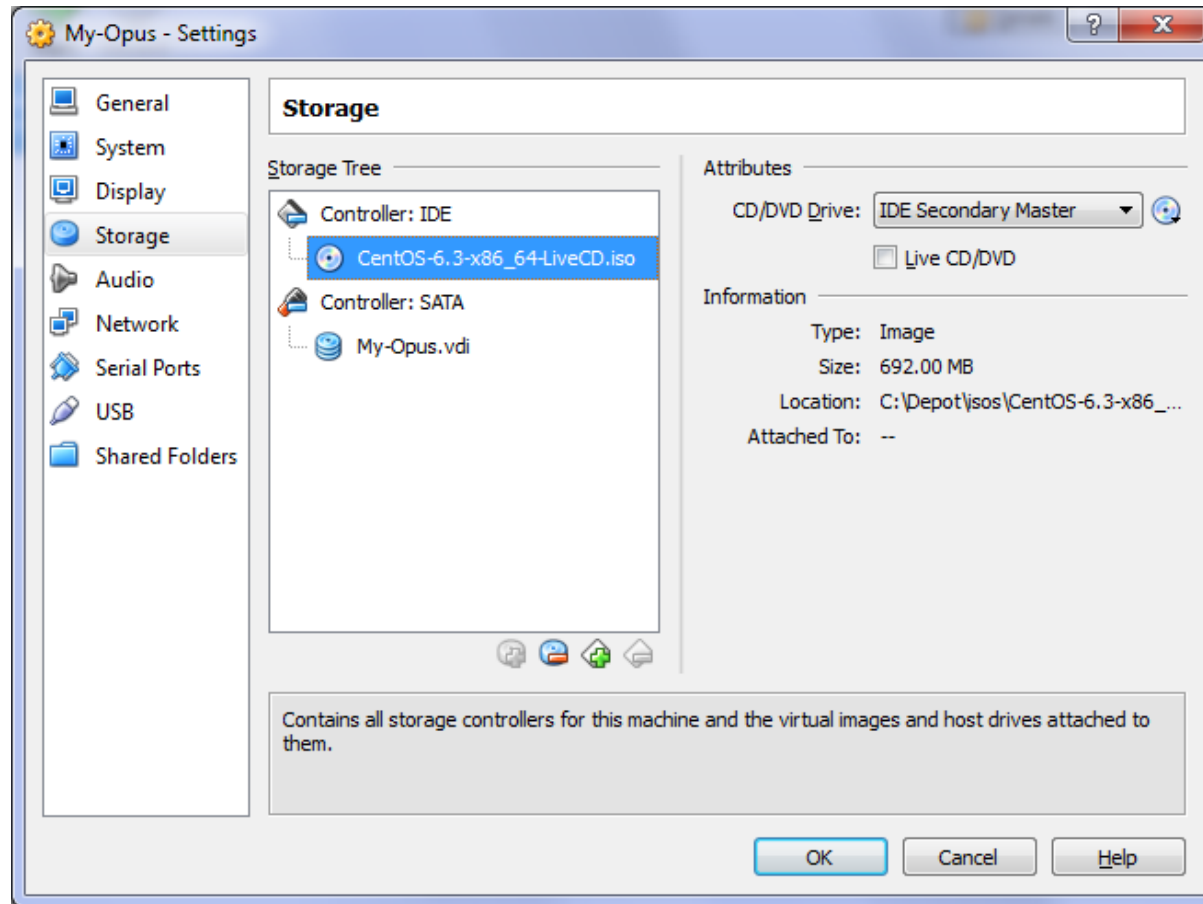 My-Opus - Settings
General
System
Display
Storage
Audio
Network
Serial Ports
USB
Shared Folders
Storage
Storage Tree
Controller: IDE
CentOS-6.3-x86_64-LiveCD.iso
Controller: SATA
My-Opus.vdi
Attributes
CD/DVD Drive: IDE Secondary Master
Live CD/DVD
Information
Type: Image
Size: 692.00 MB
Location: C:\Depot\isos\CentOS-6.3-x86_...
Attached To: --
Contains all storage controllers for this machine and the virtual images and host drives attached to
them.
OK Cancel Help